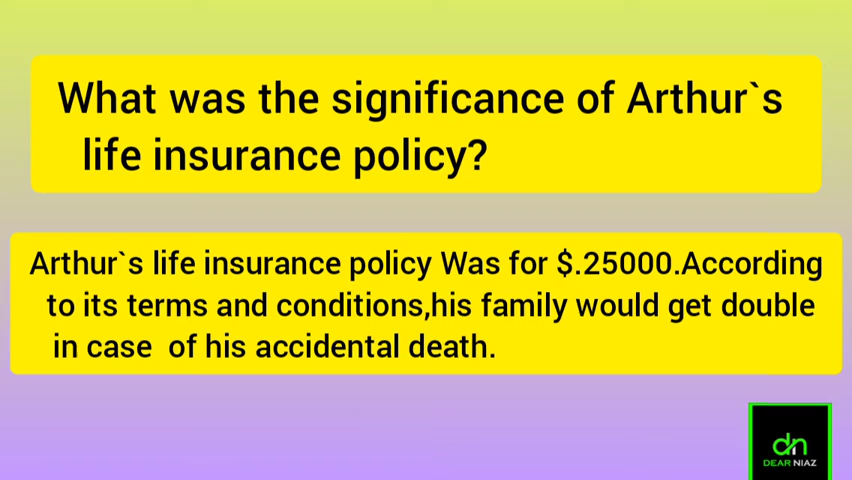 What was the significance of Arthur`s
life insurance policy?
Arthur`s life insurance policy Was for $.25000.According
to its terms and conditions,his family would get double
in case of his accidental death.
dn
DEAR NIAZ